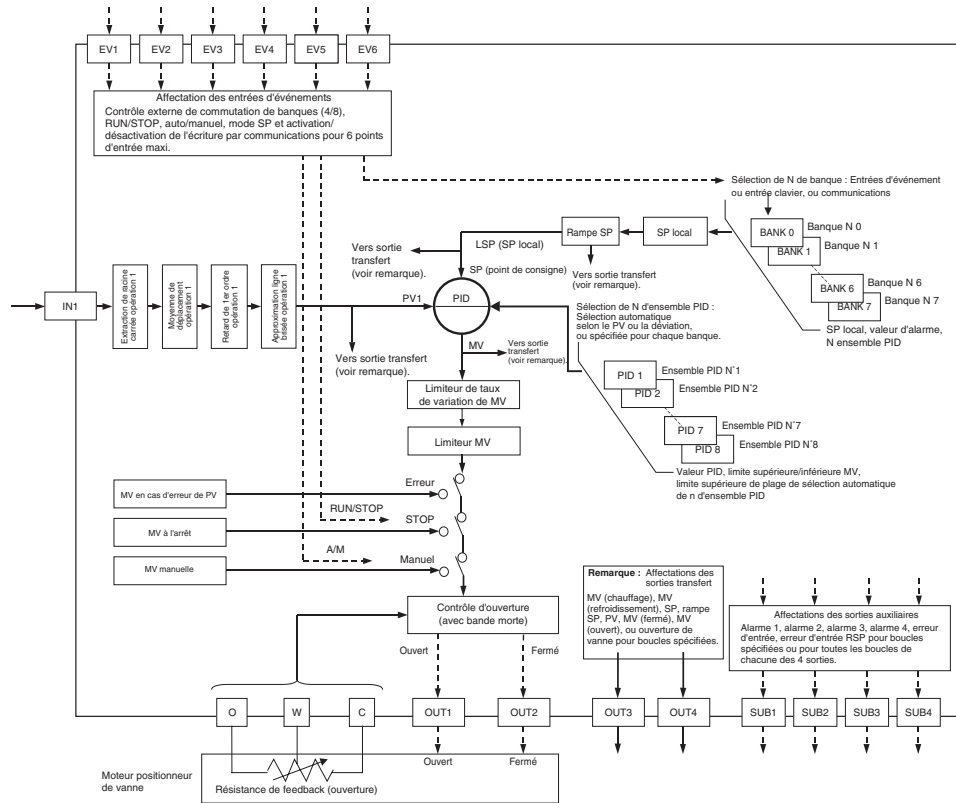 EV1 EV2 EV3 EV4 EV5 EV6
Affectation des entrées d'événements
Contrôle externe de commutation de banques (4/8),
RUN/STOP, auto/manuel, mode SP et activation/
désactivation de l'écriture par communications pour 6 points
d'entrée maxi.
Sélection de N de banque : Entrées d'événement
ou entrée clavier, ou communications
BANK 0
Banque N 0
BANK 1
Banque N 1
BANK 6
Banque N 6
BANK 7
Banque N 7
SP local, valeur d'alarme,
N ensemble PID
SP local
Rampe SP
Vers sortie transfert
(voir remarque).
LSP (SP local)
Vers sortie
transfert
(voir remarque).
SP (point de consigne)
IN1
Extraction de racine
carrée opération 1
Moyenne de
déplacement
opération 1
Retard de 1er ordre
opération 1
Approximation ligne
brisée opération 1
PV1
PID
Vers sortie transfert
(voir remarque).
MV
Vers sortie
transfert
(voir remarque).
Sélection de N d'ensemble PID :
Sélection automatique
selon le PV ou la déviation,
ou spécifiée pour chaque banque.
PID 1
Ensemble PID N°1
PID 2
Ensemble PID N°2
PID 7
Ensemble PID N°7
PID 8
Ensemble PID N°8
Valeur PID, limite supérieure/inférieure MV,
limite supérieure de plage de sélection automatique
de n d'ensemble PID
Limiteur de taux
de variation de MV
Limiteur MV
MV en cas d'erreur de PV
Erreur
RUN/STOP
MV à l'arrêt
STOP
A/M
MV manuelle
Manuel
Contrôle d'ouverture
(avec bande morte)
Ouvert
Fermé
Remarque : Affectations des
sorties transfert
MV (chauffage), MV
(refroidissement), SP, rampe
SP, PV, MV (fermé), MV
(ouvert), ou ouverture de
vanne pour boucles spécifiées.
Affectations des sorties auxiliaires
Alarme 1, alarme 2, alarme 3, alarme 4, erreur
d'entrée, erreur d'entrée RSP pour boucles
spécifiées ou pour toutes les boucles de
chacune des 4 sorties.
O W C OUT1 OUT2 OUT3 OUT4 SUB1 SUB2 SUB3 SUB4
Ouvert
Fermé
Moteur positionneur
de vanne
Résistance de feedback (ouverture)